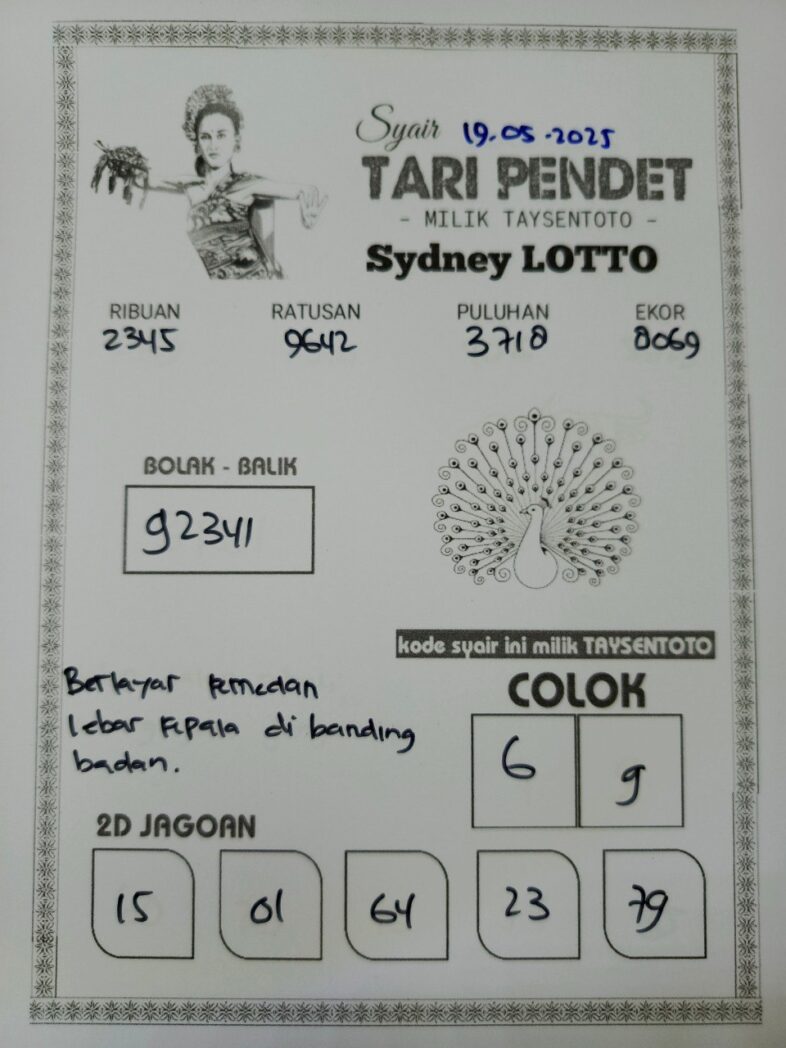 Syair 19.05.2025
TARI PENDET
- MILIK TAYSENTOTO -
Sydney LOTTO
RIBUAN RATUSAN PULUHAN EKOR
2345 9642 3718 8069
BOLAK - BALIK
92341
kode syair ini milik TAYSENTOTO
Berlayar kemedan
lebar kepala di banding
badan.
COLOK
6 9
2D JAGOAN
15 01 64 23 79